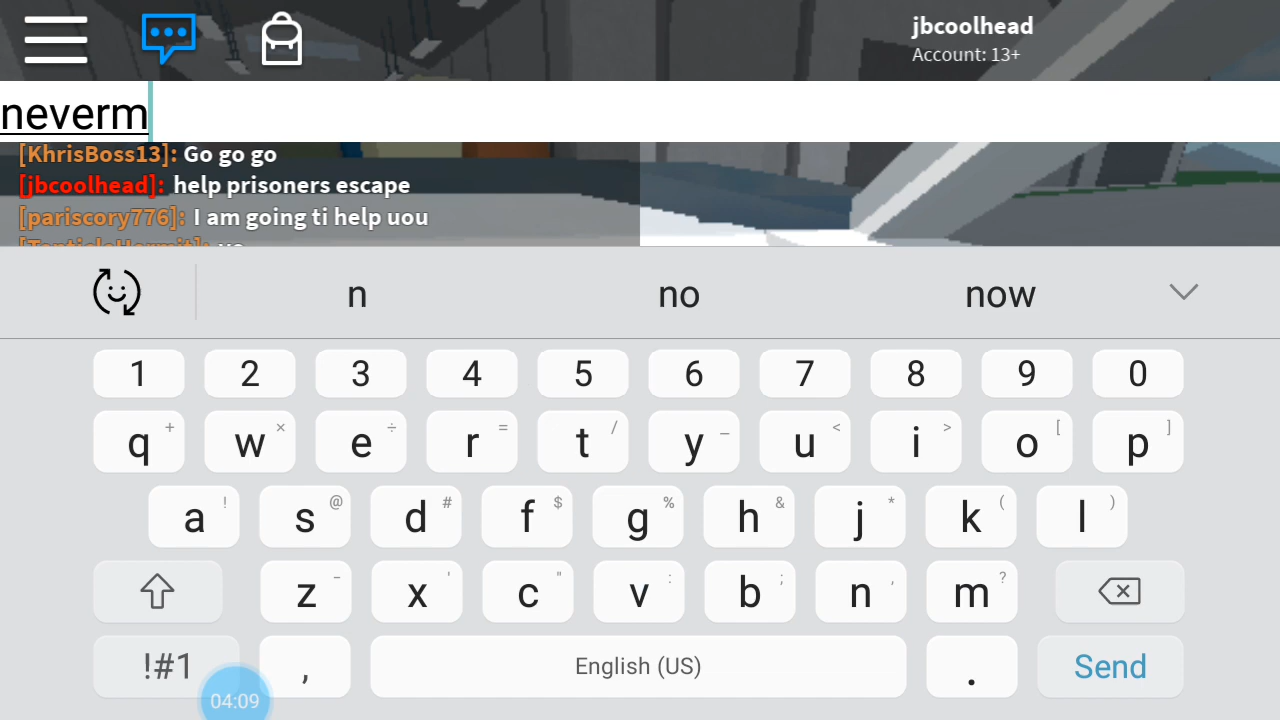 jbcoolhead
Account: 13+
neverm
[KhrisBoss13]: Go go go
[jbcoolhead]: help prisoners escape
[pariscory776]: I am going ti help uou
n no now
1 2 3 4 5 6 7 8 9 0
q + w × e ÷ r = t / y _ u < i > o [ p ]
a ! s @ d # f $ g % h & j * k ( l )
z - x ' c " v : b ; n , m ?
!#1 , English (US) . Send
04:09